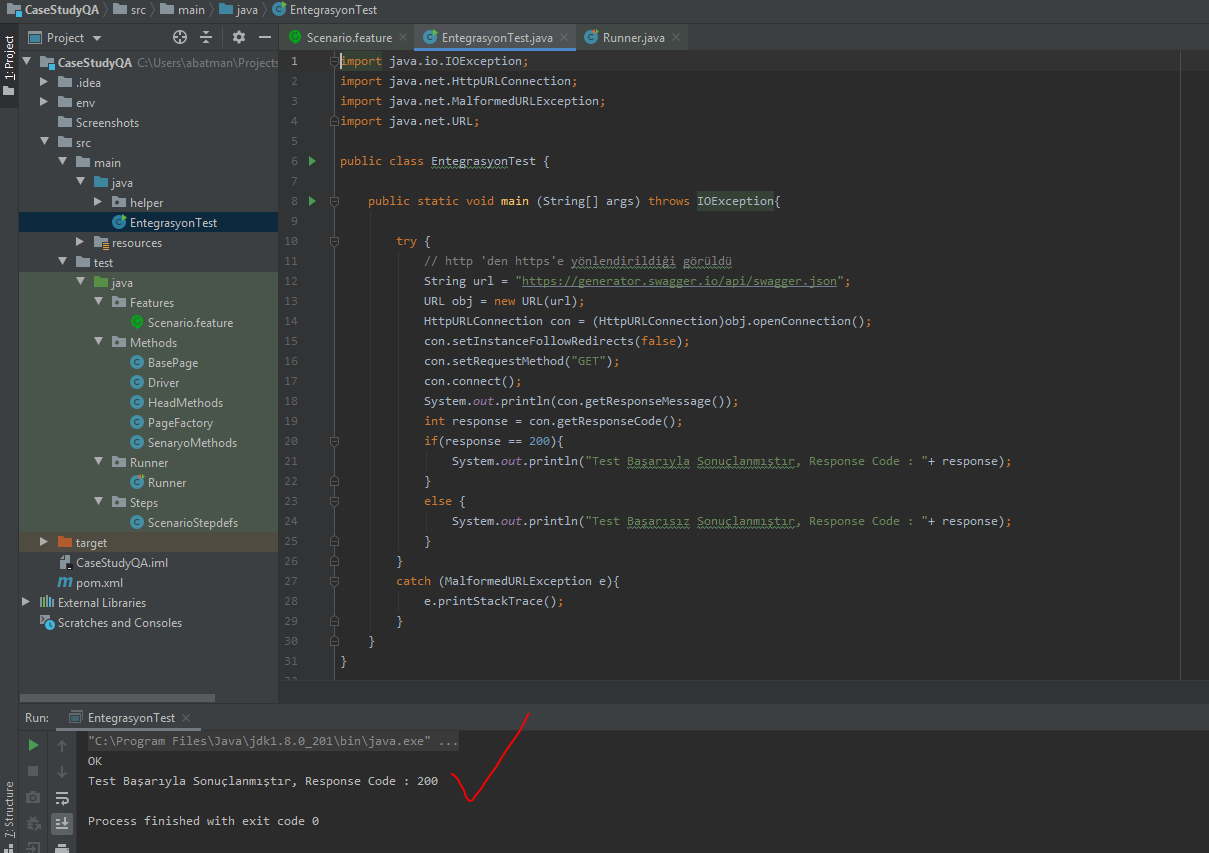 CaseStudyQA src main java EntegrasyonTest
Project
Scenario.feature EntegrasyonTest.java Runner.java
1: Project
CaseStudyQA C:\Users\abatman\Projects
.idea
env
Screenshots
src
main
java
helper
EntegrasyonTest
resources
test
java
Features
Scenario.feature
Methods
BasePage
Driver
HeadMethods
PageFactory
SenaryoMethods
Runner
Runner
Steps
ScenarioStepdefs
target
CaseStudyQA.iml
pom.xml
External Libraries
Scratches and Consoles
1 import java.io.IOException;
2 import java.net.HttpURLConnection;
3 import java.net.MalformedURLException;
4 import java.net.URL;
5
6 public class EntegrasyonTest {
7
8 public static void main (String[] args) throws IOException{
9
10 try {
11 // http 'den https'e yönlendirildiği görüldü
12 String url = "https://generator.swagger.io/api/swagger.json";
13 URL obj = new URL(url);
14 HttpURLConnection con = (HttpURLConnection)obj.openConnection();
15 con.setInstanceFollowRedirects(false);
16 con.setRequestMethod("GET");
17 con.connect();
18 System.out.println(con.getResponseMessage());
19 int response = con.getResponseCode();
20 if(response == 200){
21 System.out.println("Test Başarıyla Sonuçlanmıştır, Response Code : "+ response);
22 }
23 else {
24 System.out.println("Test Başarısız Sonuçlanmıştır, Response Code : "+ response);
25 }
26 }
27 catch (MalformedURLException e){
28 e.printStackTrace();
29 }
30 }
31 }
Run: EntegrasyonTest
"C:\Program Files\Java\jdk1.8.0_201\bin\java.exe" ...
OK
Test Başarıyla Sonuçlanmıştır, Response Code : 200
Process finished with exit code 0
7: Structure